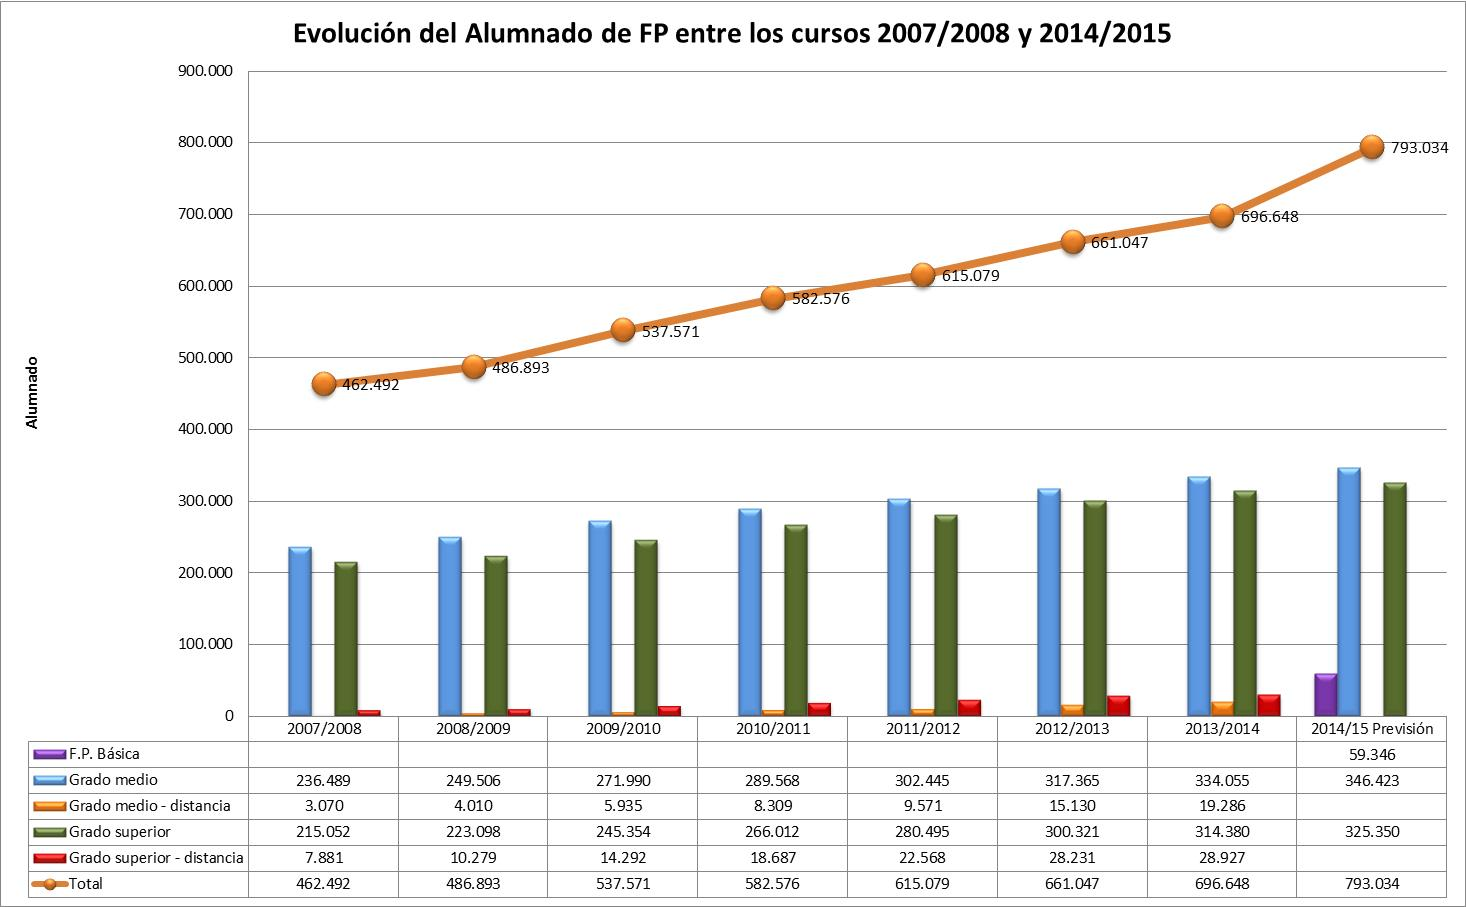 Evolución del Alumnado de FP entre los cursos 2007/2008 y 2014/2015
Alumnado
900.000
800.000
700.000
600.000
500.000
400.000
300.000
200.000
100.000
0
462.492
486.893
537.571
582.576
615.079
661.047
696.648
793.034
2007/2008 2008/2009 2009/2010 2010/2011 2011/2012 2012/2013 2013/2014 2014/15 Previsión
F.P. Básica 59.346
Grado medio 236.489 249.506 271.990 289.568 302.445 317.365 334.055 346.423
Grado medio - distancia 3.070 4.010 5.935 8.309 9.571 15.130 19.286
Grado superior 215.052 223.098 245.354 266.012 280.495 300.321 314.380 325.350
Grado superior - distancia 7.881 10.279 14.292 18.687 22.568 28.231 28.927
Total 462.492 486.893 537.571 582.576 615.079 661.047 696.648 793.034